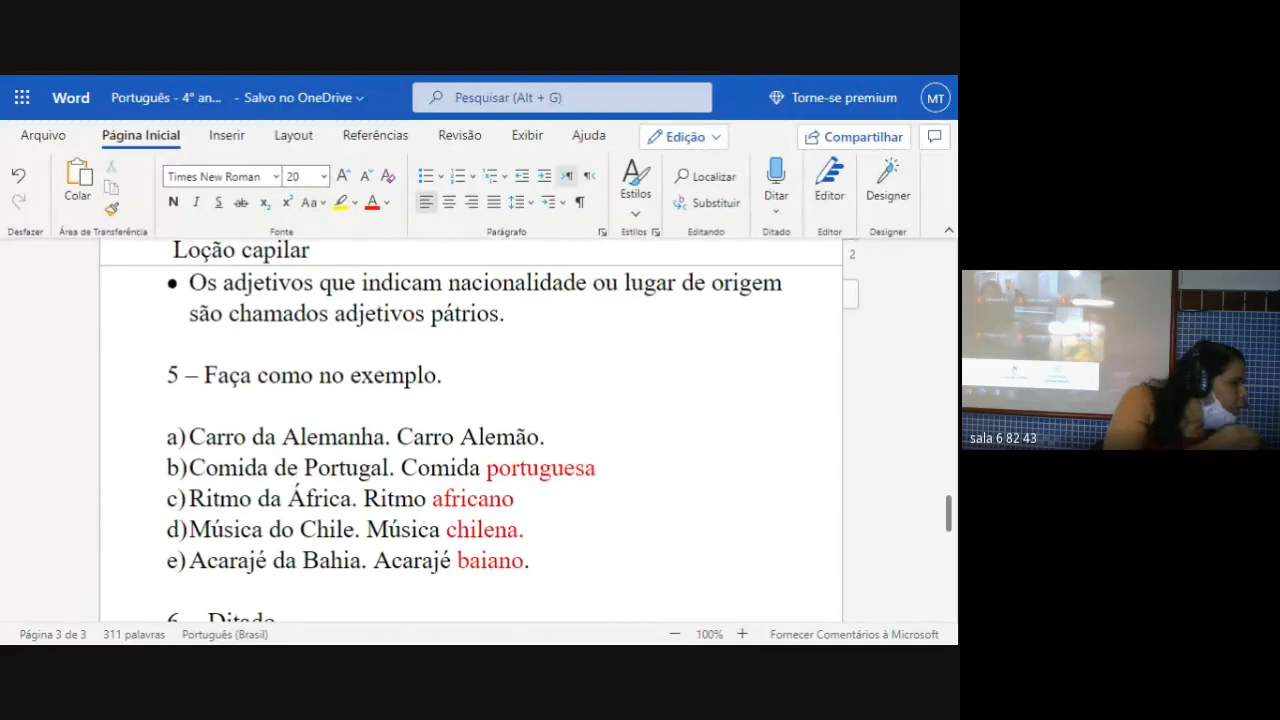 Word Português - 4° an... - Salvo no OneDrive Pesquisar (Alt + G) Torne-se premium MT
Arquivo Página Inicial Inserir Layout Referências Revisão Exibir Ajuda Edição Compartilhar
Times New Roman 20
Colar Estilos Localizar Substituir Ditar Editor Designer
Desfazer Área de Transferência Fonte Parágrafo Estilos Editando Ditado Editor Designer
Loção capilar
2
• Os adjetivos que indicam nacionalidade ou lugar de origem
são chamados adjetivos pátrios.
5 – Faça como no exemplo.
a) Carro da Alemanha. Carro Alemão.
b) Comida de Portugal. Comida portuguesa
c) Ritmo da África. Ritmo africano
d) Música do Chile. Música chilena.
e) Acarajé da Bahia. Acarajé baiano.
6 – Ditado
Página 3 de 3 311 palavras Português (Brasil) 100% Fornecer Comentários à Microsoft
sala 6 82 43